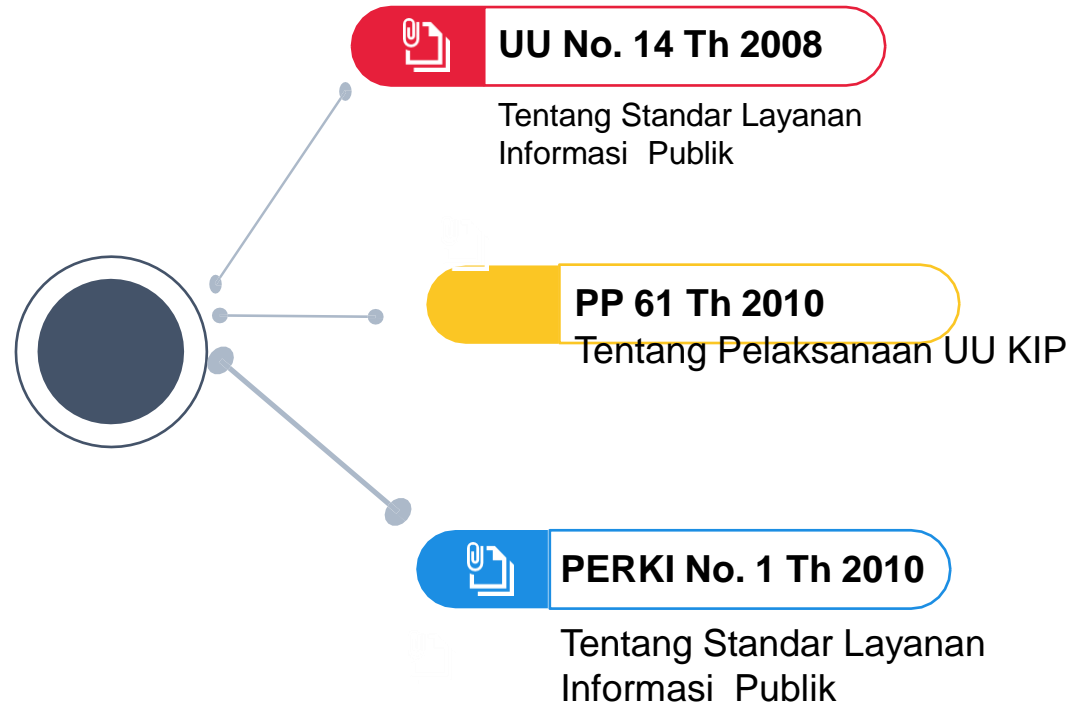 UU No. 14 Th 2008
Tentang Standar Layanan
Informasi Publik
PP 61 Th 2010
Tentang Pelaksanaan UU KIP
PERKI No. 1 Th 2010
Tentang Standar Layanan
Informasi Publik